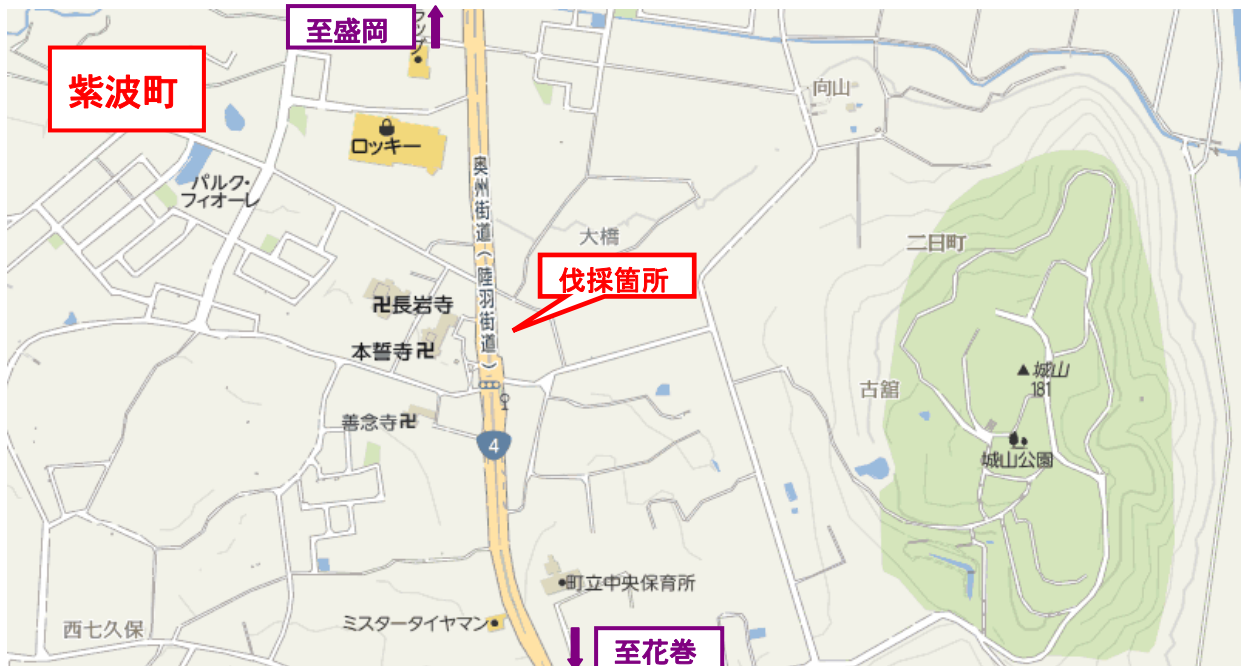 至盛岡
ラッグ
紫波町
向山
ロッキー
パルク・
フィオーレ
奥州街道(陸羽街道)
大橋
二日町
伐採箇所
卍長岩寺
本誓寺卍
城山
181
古舘
善念寺卍
4
城山公園
町立中央保育所
ミスタータイヤマン
西七久保
至花巻